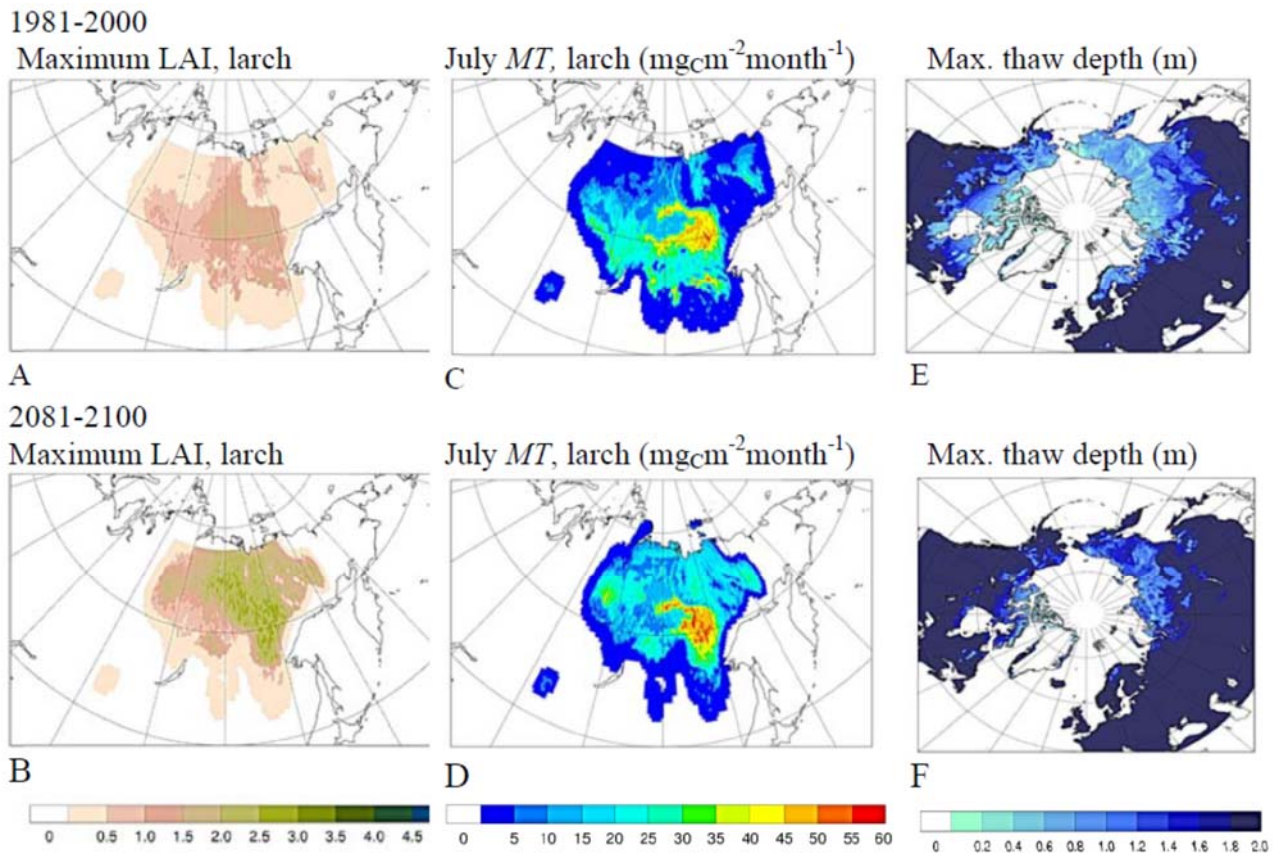 1981-2000
Maximum LAI, larch
July MT, larch (mgcm-2month-1)
Max. thaw depth (m)
A
C
E
2081-2100
Maximum LAI, larch
July MT, larch (mgcm-2month-1)
Max. thaw depth (m)
B
D
F
0 0.5 1.0 1.5 2.0 2.5 3.0 3.5 4.0 4.5
0 5 10 15 20 25 30 35 40 45 50 55 60
0 0.2 0.4 0.6 0.8 1.0 1.2 1.4 1.6 1.8 2.0